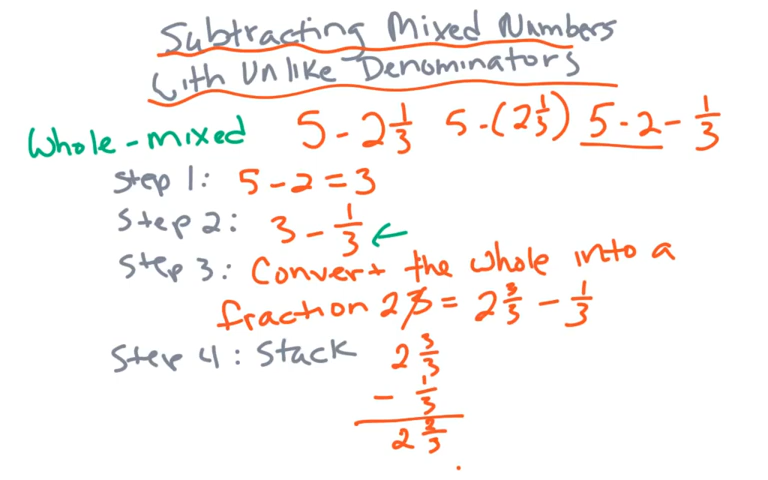 Subtracting Mixed Numbers
with Unlike Denominators
Whole-mixed 5 - 2 1/3 5 - (2 1/3) 5 - 2 - 1/3
Step 1: 5 - 2 = 3
Step 2: 3 - 1/3 ←
Step 3: Convert the whole into a
fraction 2 3 = 2 3/3 - 1/3
Step 4: Stack 2 3/3
- 1/3
2 2/3